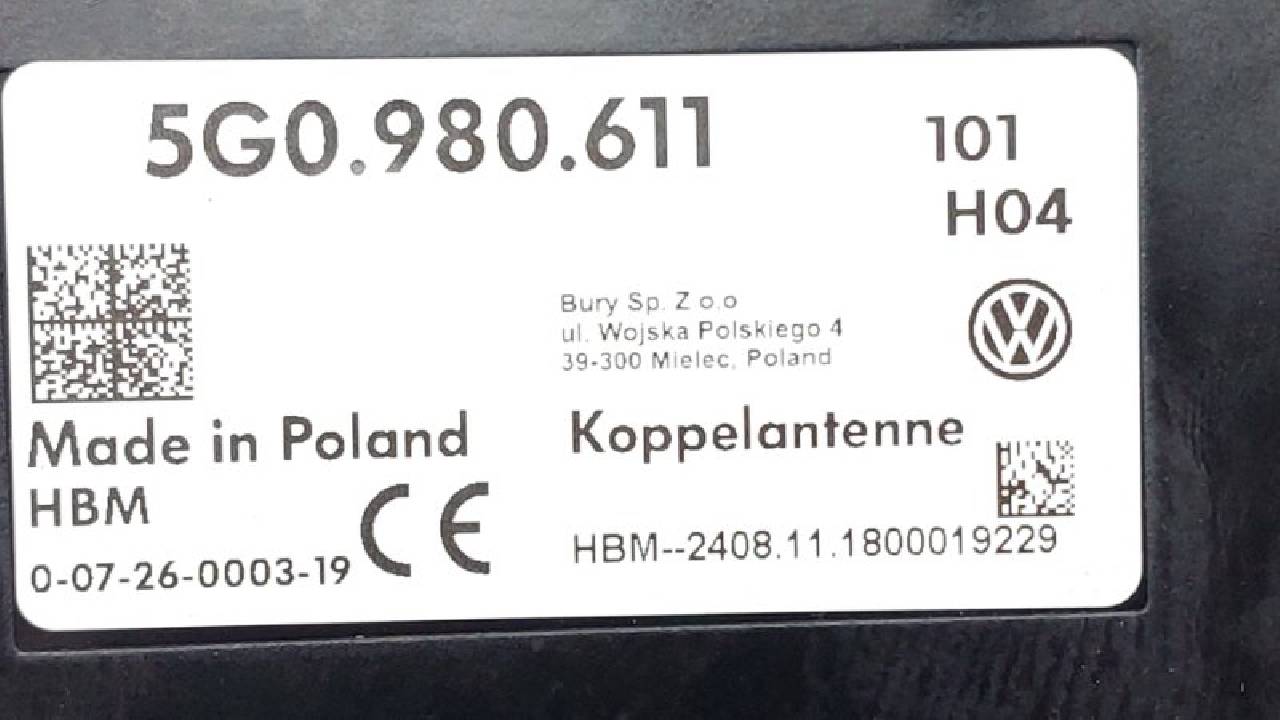 5G0.980.611
101
H04
Bury Sp. Z o.o
ul. Wojska Polskiego 4
39-300 Mielec, Poland
Made in Poland
Koppelantenne
HBM
CE
0-07-26-0003-19
HBM--2408.11.1800019229